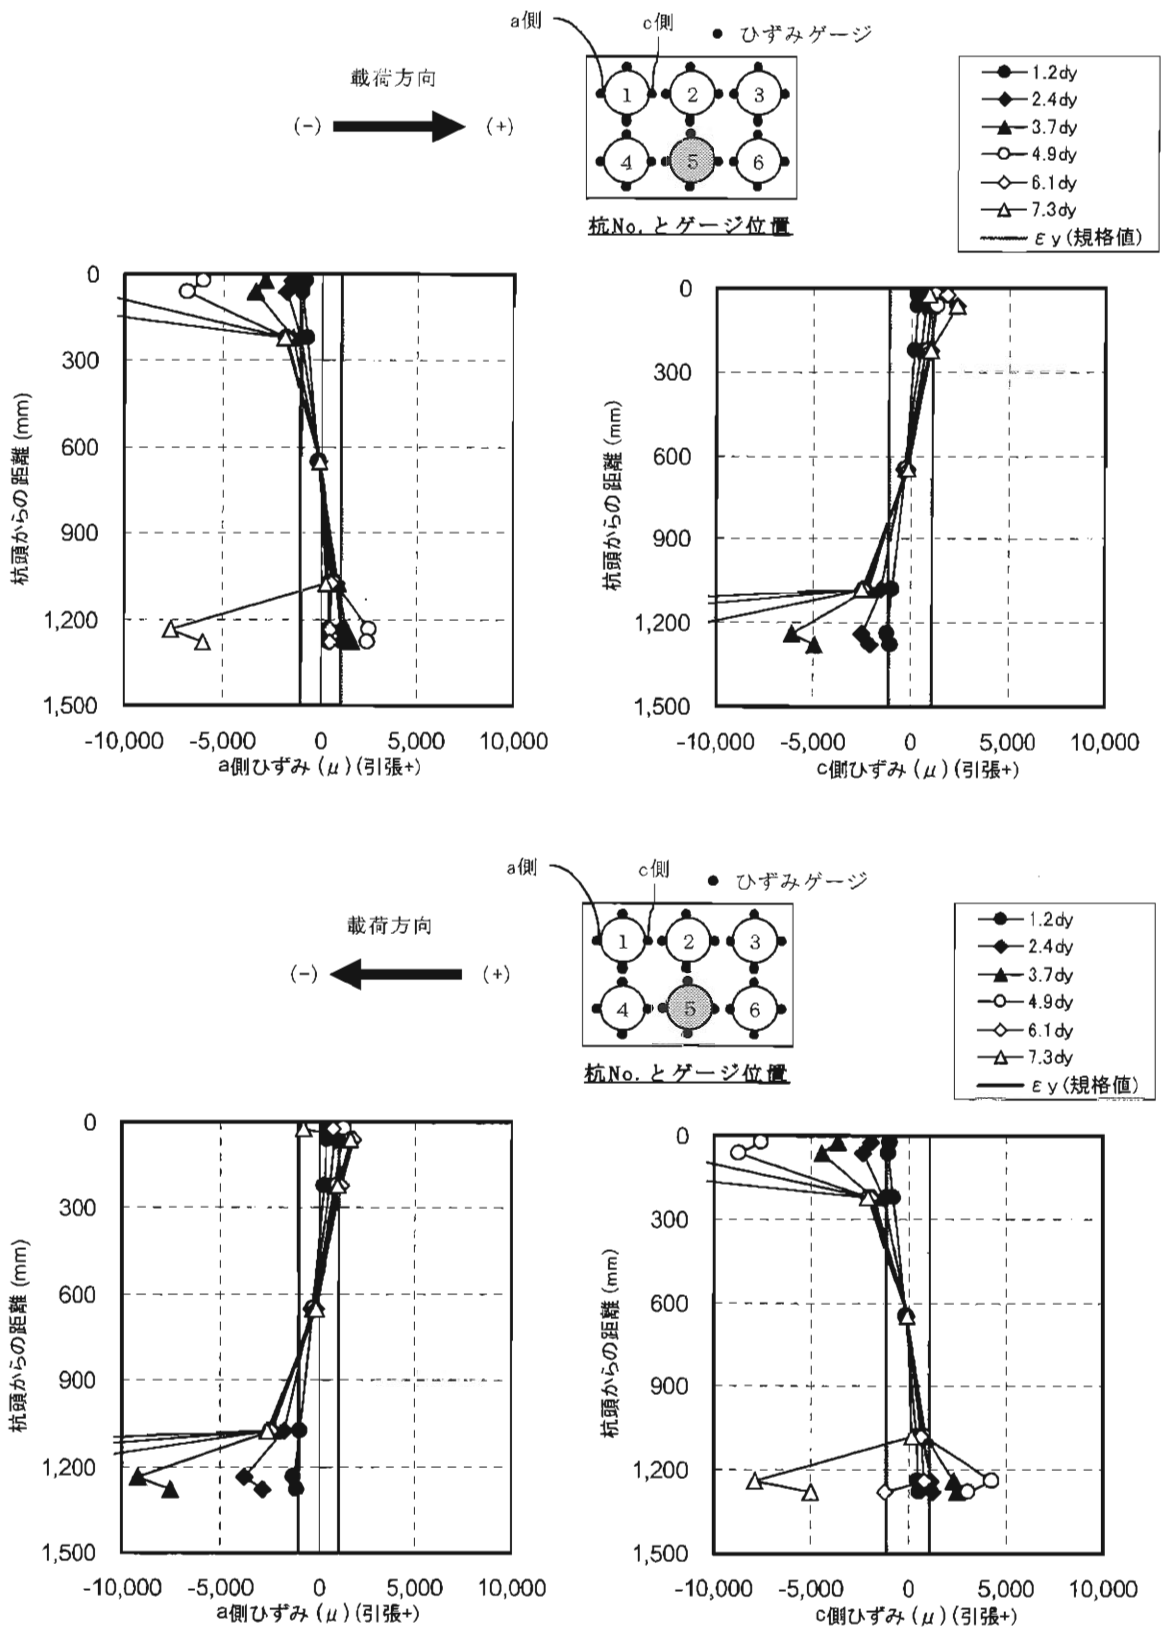 a側
c側
● ひずみゲージ
載荷方向
(-)
(+)
1 2 3
4 5 6
杭No.とゲージ位置
1.2dy
2.4dy
3.7dy
4.9dy
6.1dy
7.3dy
εy(規格値)
0
300
600
900
1,200
1,500
杭頭からの距離(mm)
-10,000 -5,000 0 5,000 10,000
a側ひずみ(μ)(引張+)
0
300
600
900
1,200
1,500
杭頭からの距離(mm)
-10,000 -5,000 0 5,000 10,000
c側ひずみ(μ)(引張+)
a側
c側
● ひずみゲージ
載荷方向
(-)
(+)
1 2 3
4 5 6
杭No.とゲージ位置
1.2dy
2.4dy
3.7dy
4.9dy
6.1dy
7.3dy
εy(規格値)
0
300
600
900
1,200
1,500
杭頭からの距離(mm)
-10,000 -5,000 0 5,000 10,000
a側ひずみ(μ)(引張+)
0
300
600
900
1,200
1,500
杭頭からの距離(mm)
-10,000 -5,000 0 5,000 10,000
c側ひずみ(μ)(引張+)